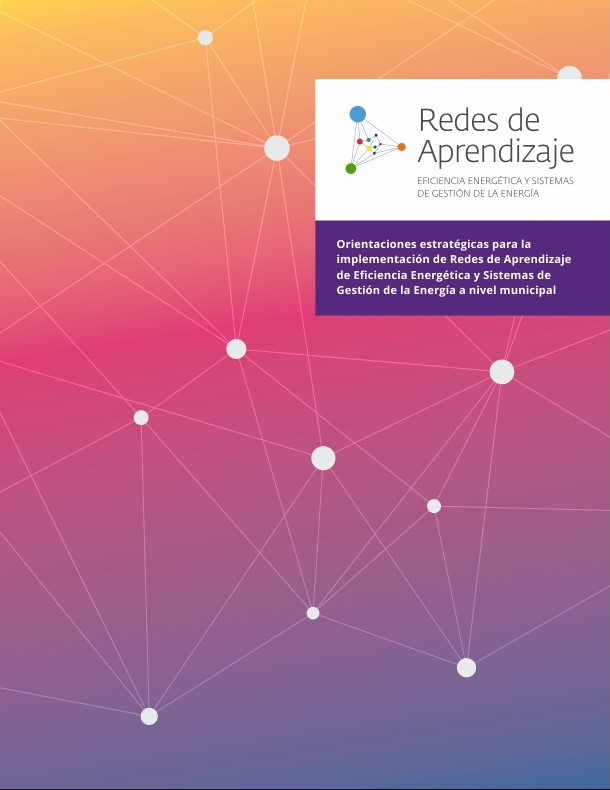 Redes de
Aprendizaje
EFICIENCIA ENERGÉTICA Y SISTEMAS
DE GESTIÓN DE LA ENERGÍA
Orientaciones estratégicas para la
implementación de Redes de Aprendizaje
de Eficiencia Energética y Sistemas de
Gestión de la Energía a nivel municipal